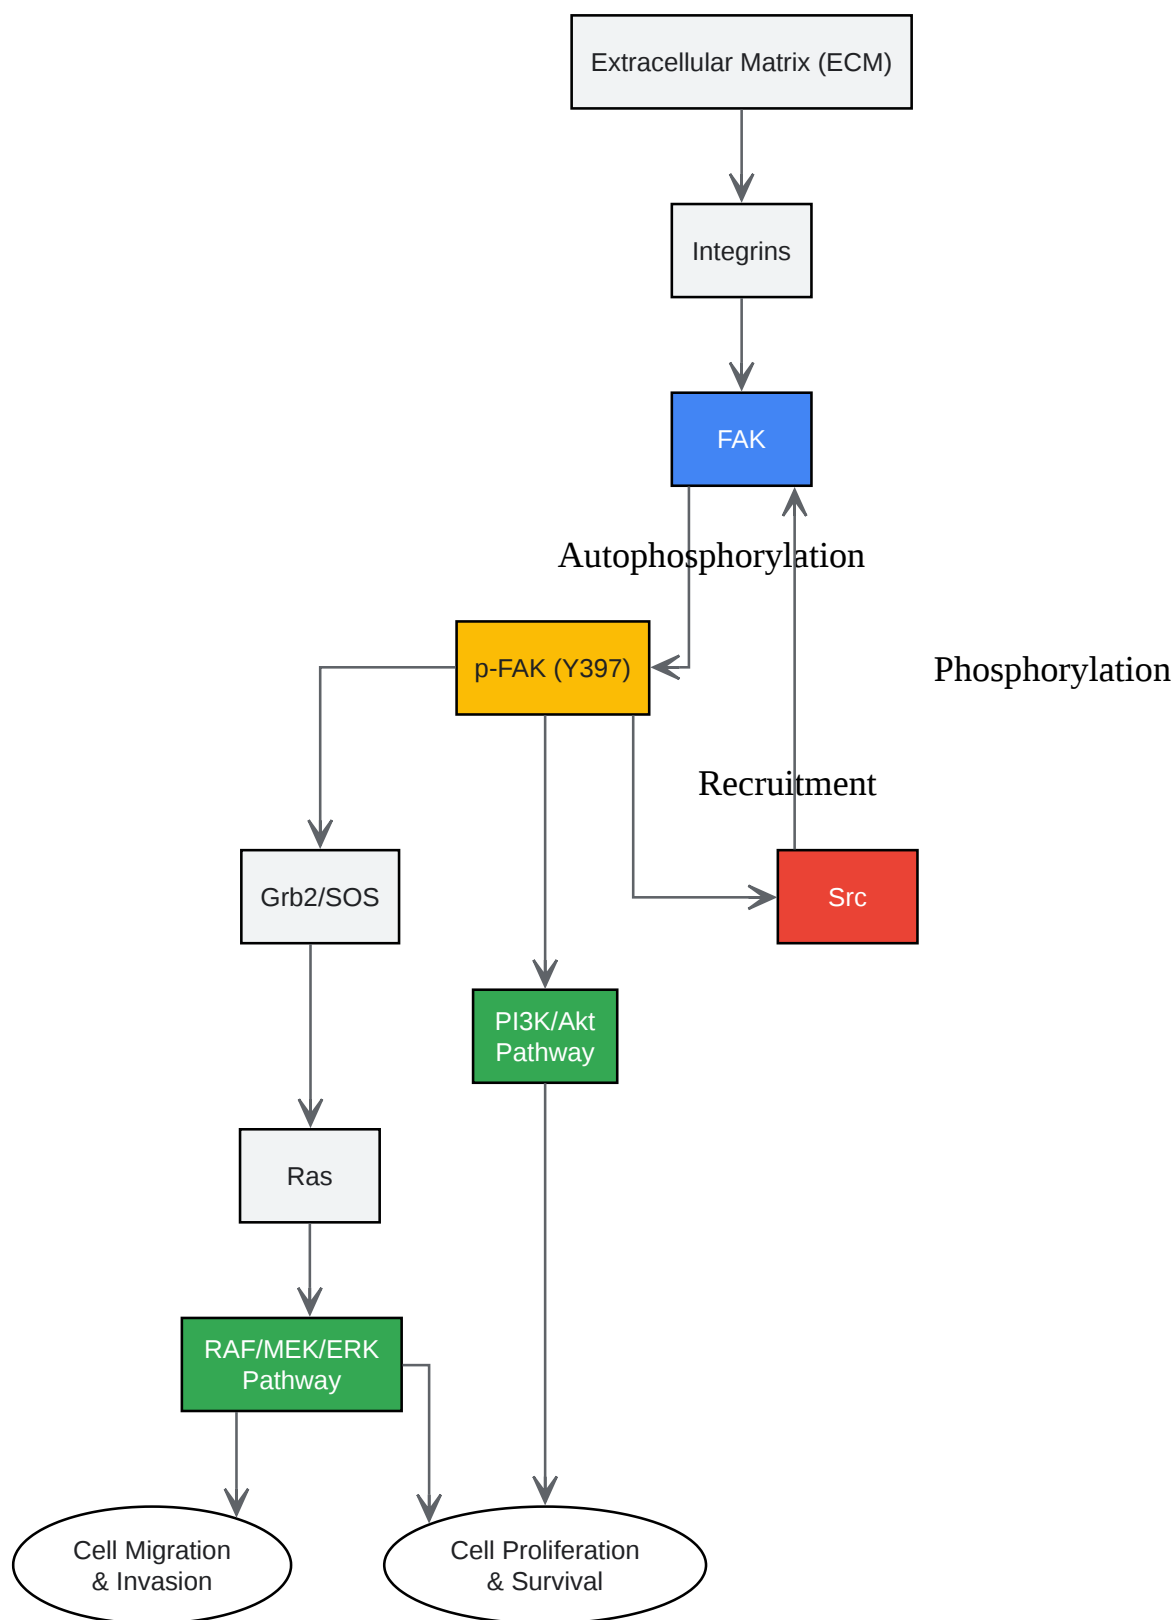 Extracellular Matrix (ECM)
Integrins
FAK
Autophosphorylation
p-FAK (Y397)
Phosphorylation
Recruitment
Grb2/SOS
Src
PI3K/Akt
Pathway
Ras
RAF/MEK/ERK
Pathway
Cell Migration
& Invasion
Cell Proliferation
& Survival